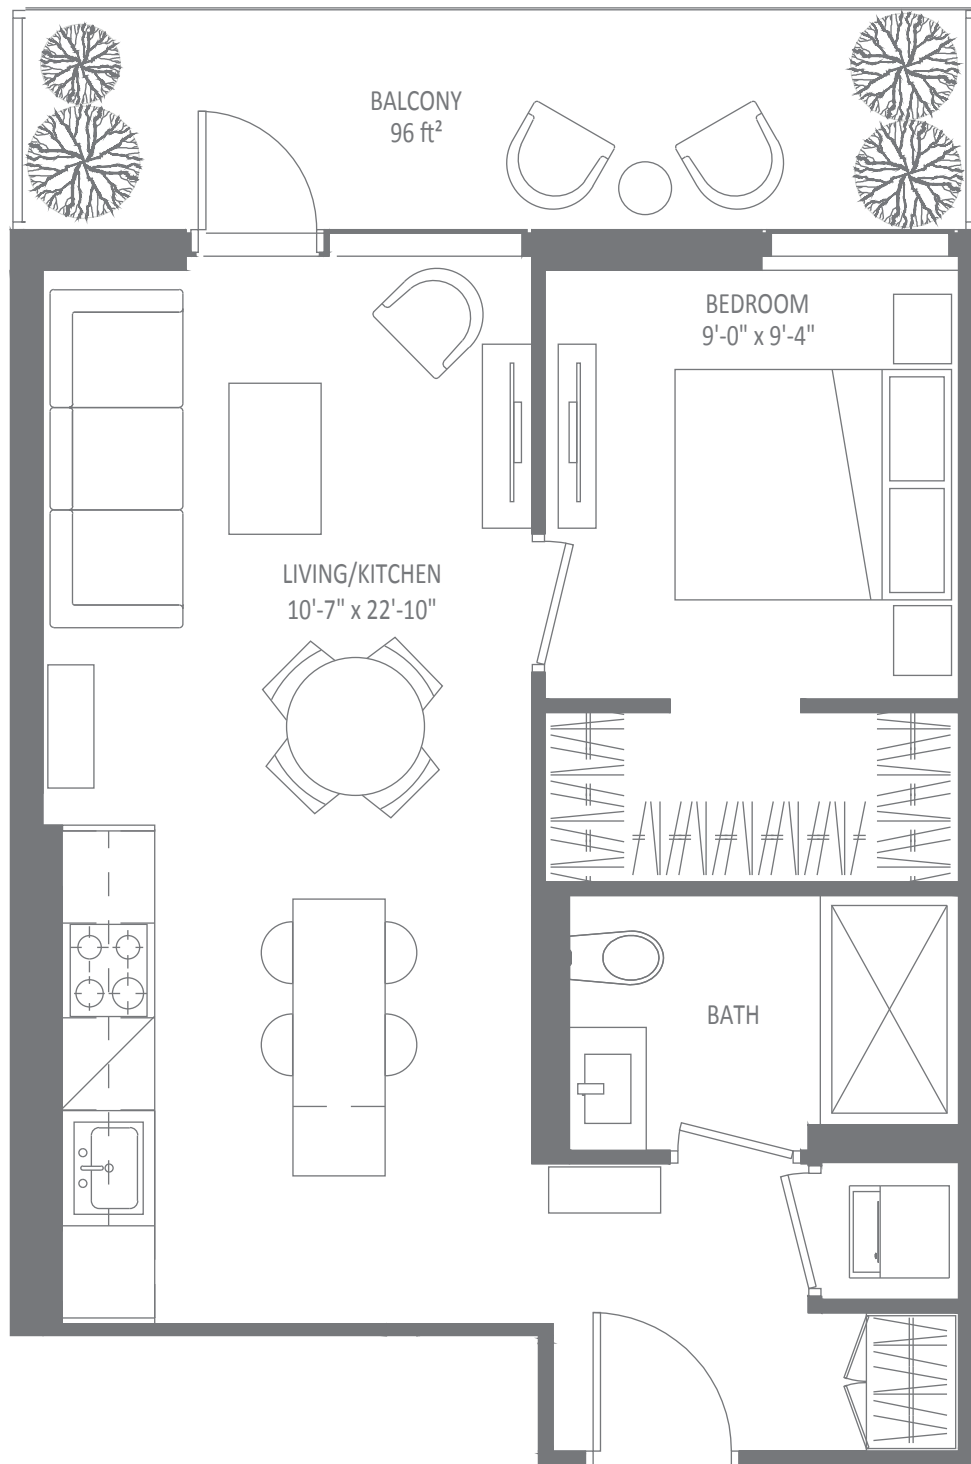 BALCONY
96 ft²
BEDROOM
9'-0" x 9'-4"
LIVING/KITCHEN
10'-7" x 22'-10"
BATH